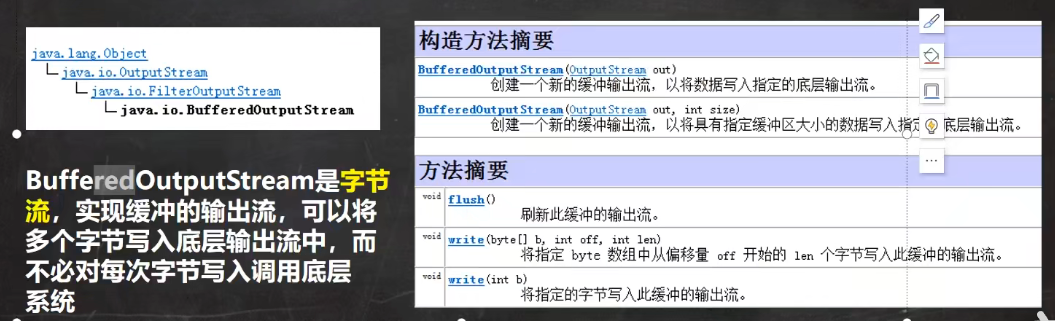 java.lang.Object
java.io.OutputStream
java.io.FilterOutputStream
java.io.BufferedOutputStream
BufferedOutputStream是字节
流，实现缓冲的输出流，可以将
多个字节写入底层输出流中，而
不必对每次字节写入调用底层
系统
构造方法摘要
BufferedOutputStream(OutputStream out)
创建一个新的缓冲输出流，以将数据写入指定的底层输出流。
BufferedOutputStream(OutputStream out, int size)
创建一个新的缓冲输出流，以将具有指定缓冲区大小的数据写入指定 底层输出流。
方法摘要
void flush()
刷新此缓冲的输出流。
void write(byte[] b, int off, int len)
将指定 byte 数组中从偏移量 off 开始的 len 个字节写入此缓冲的输出流。
void write(int b)
将指定的字节写入此缓冲的输出流。